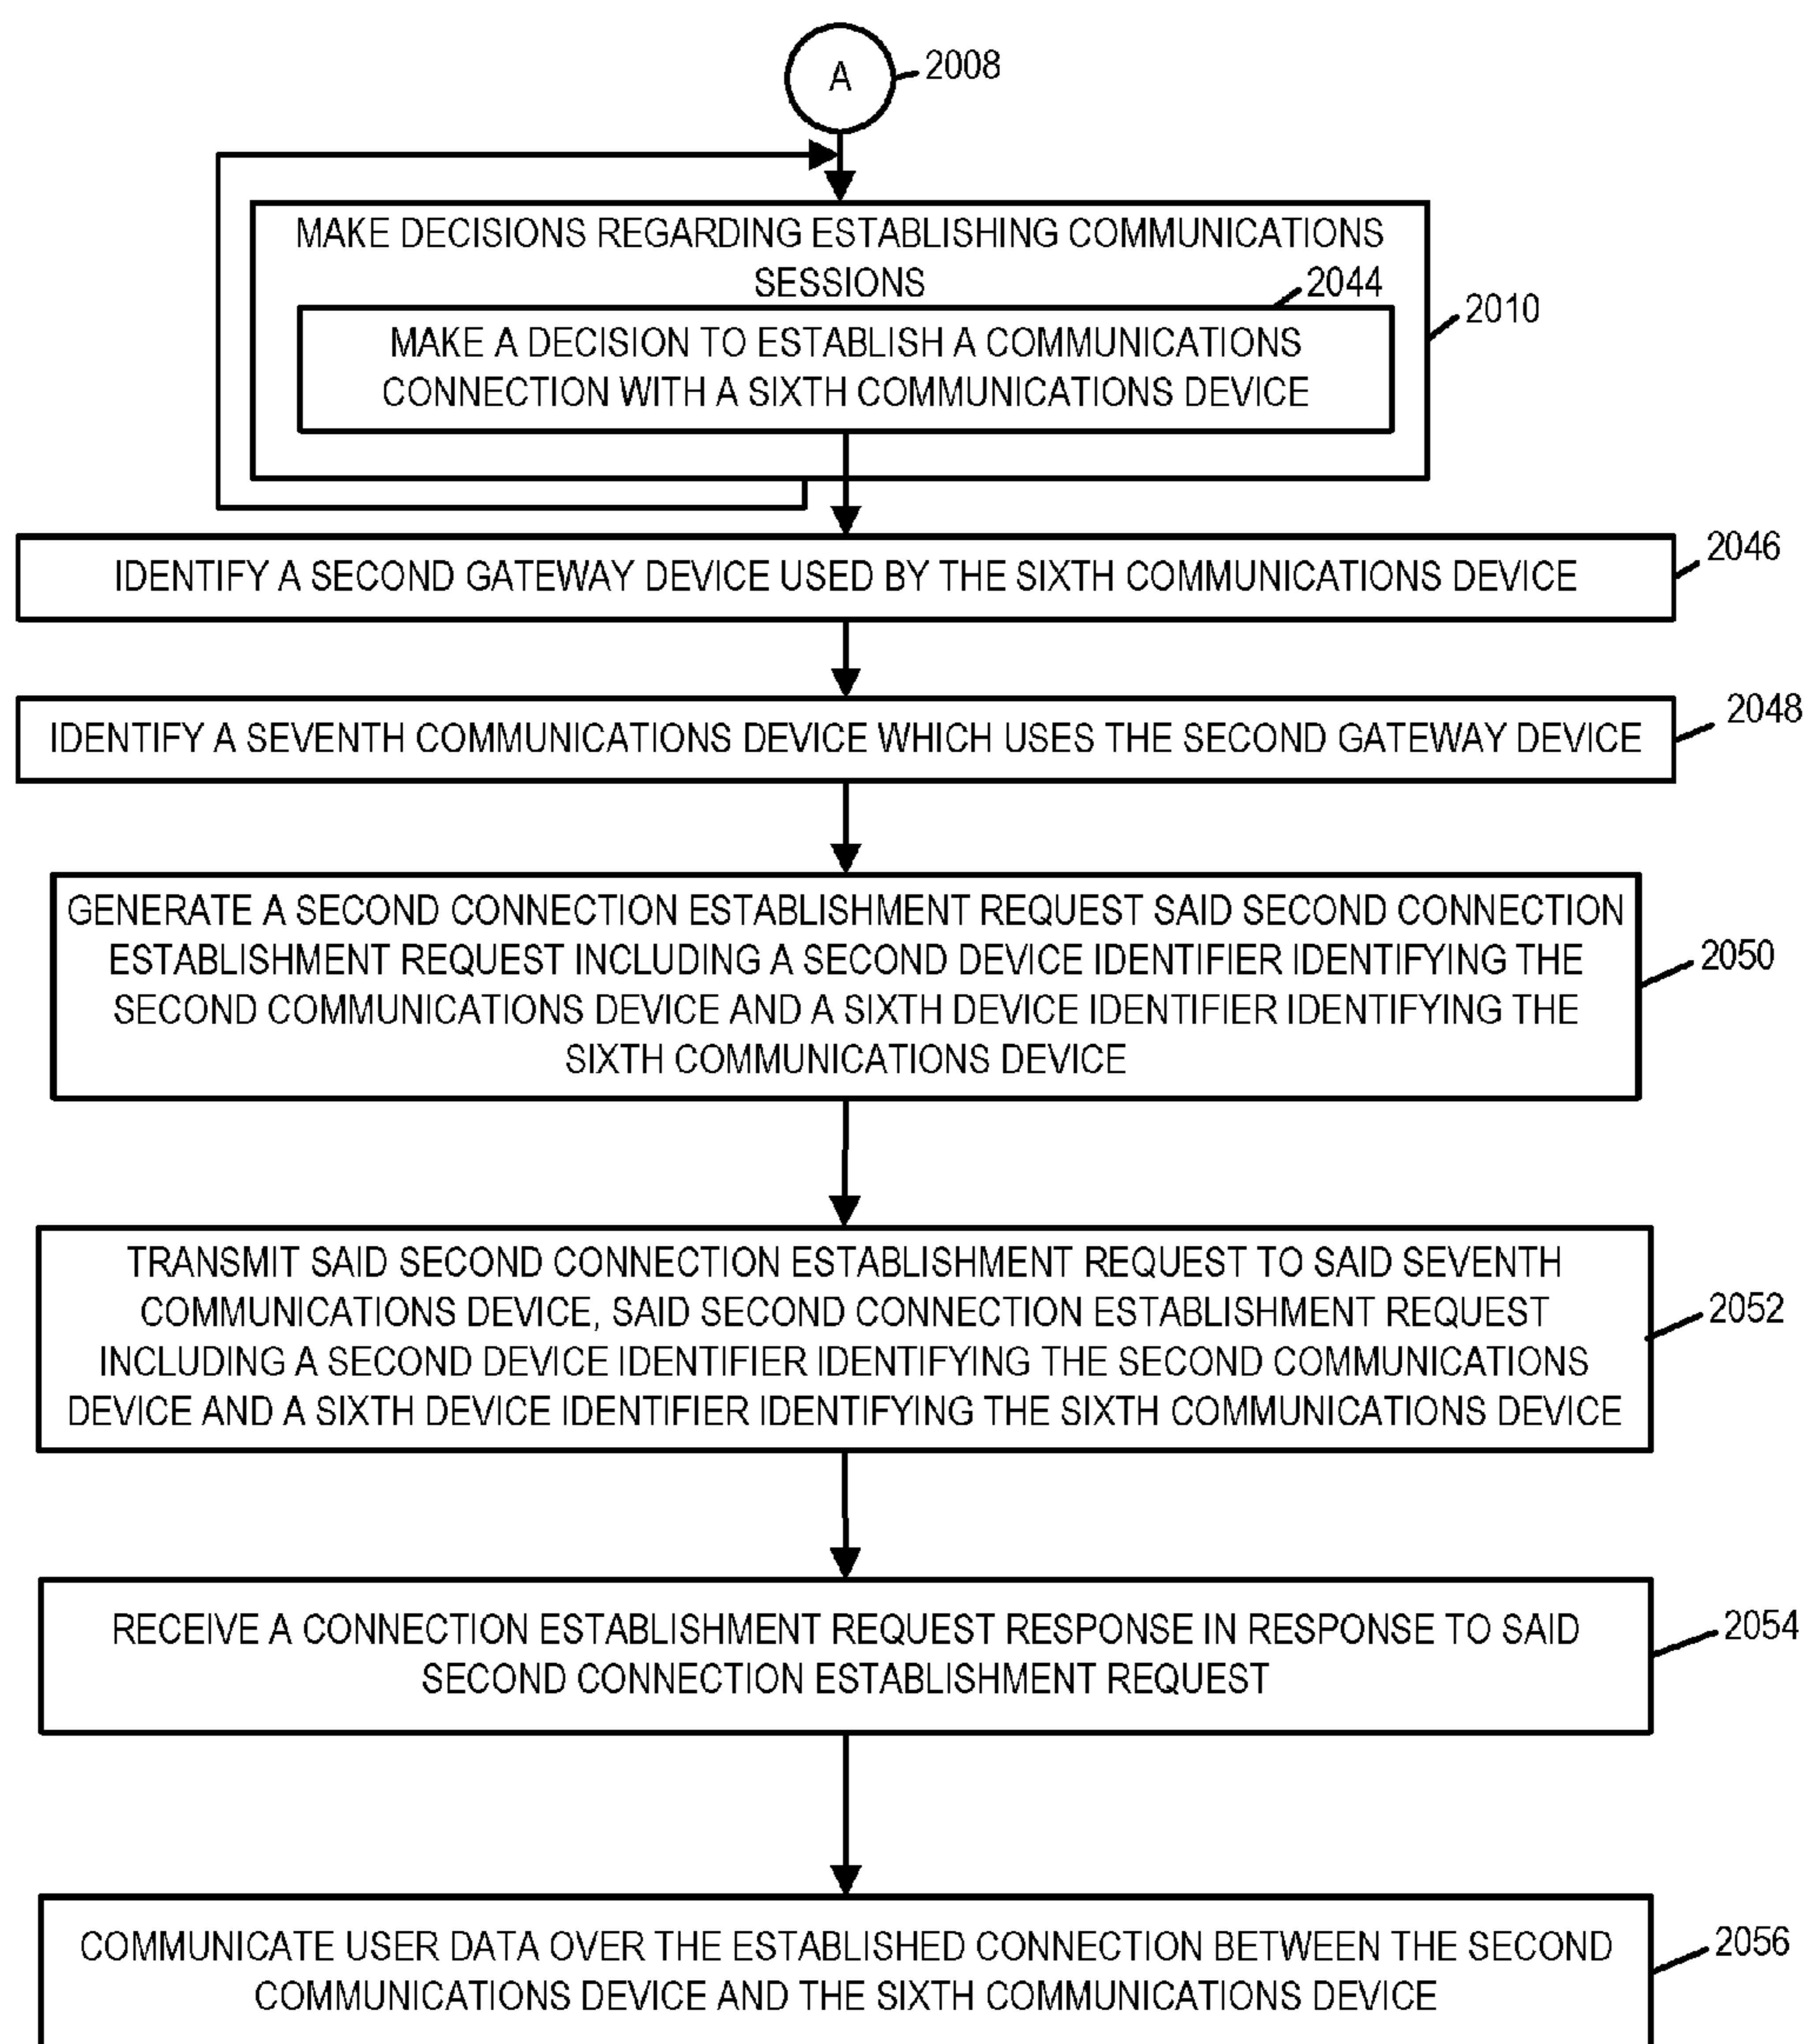 A
2008
MAKE DECISIONS REGARDING ESTABLISHING COMMUNICATIONS
SESSIONS
2044
2010
MAKE A DECISION TO ESTABLISH A COMMUNICATIONS
CONNECTION WITH A SIXTH COMMUNICATIONS DEVICE
2046
IDENTIFY A SECOND GATEWAY DEVICE USED BY THE SIXTH COMMUNICATIONS DEVICE
2048
IDENTIFY A SEVENTH COMMUNICATIONS DEVICE WHICH USES THE SECOND GATEWAY DEVICE
GENERATE A SECOND CONNECTION ESTABLISHMENT REQUEST SAID SECOND CONNECTION
ESTABLISHMENT REQUEST INCLUDING A SECOND DEVICE IDENTIFIER IDENTIFYING THE
SECOND COMMUNICATIONS DEVICE AND A SIXTH DEVICE IDENTIFIER IDENTIFYING THE
SIXTH COMMUNICATIONS DEVICE
2050
TRANSMIT SAID SECOND CONNECTION ESTABLISHMENT REQUEST TO SAID SEVENTH
COMMUNICATIONS DEVICE, SAID SECOND CONNECTION ESTABLISHMENT REQUEST
INCLUDING A SECOND DEVICE IDENTIFIER IDENTIFYING THE SECOND COMMUNICATIONS
DEVICE AND A SIXTH DEVICE IDENTIFIER IDENTIFYING THE SIXTH COMMUNICATIONS DEVICE
2052
RECEIVE A CONNECTION ESTABLISHMENT REQUEST RESPONSE IN RESPONSE TO SAID
SECOND CONNECTION ESTABLISHMENT REQUEST
2054
COMMUNICATE USER DATA OVER THE ESTABLISHED CONNECTION BETWEEN THE SECOND
COMMUNICATIONS DEVICE AND THE SIXTH COMMUNICATIONS DEVICE
2056